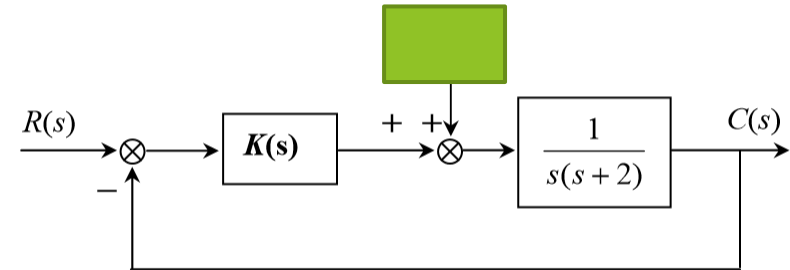 R(s)
K(s)
+ +
1
s(s + 2)
C(s)
−